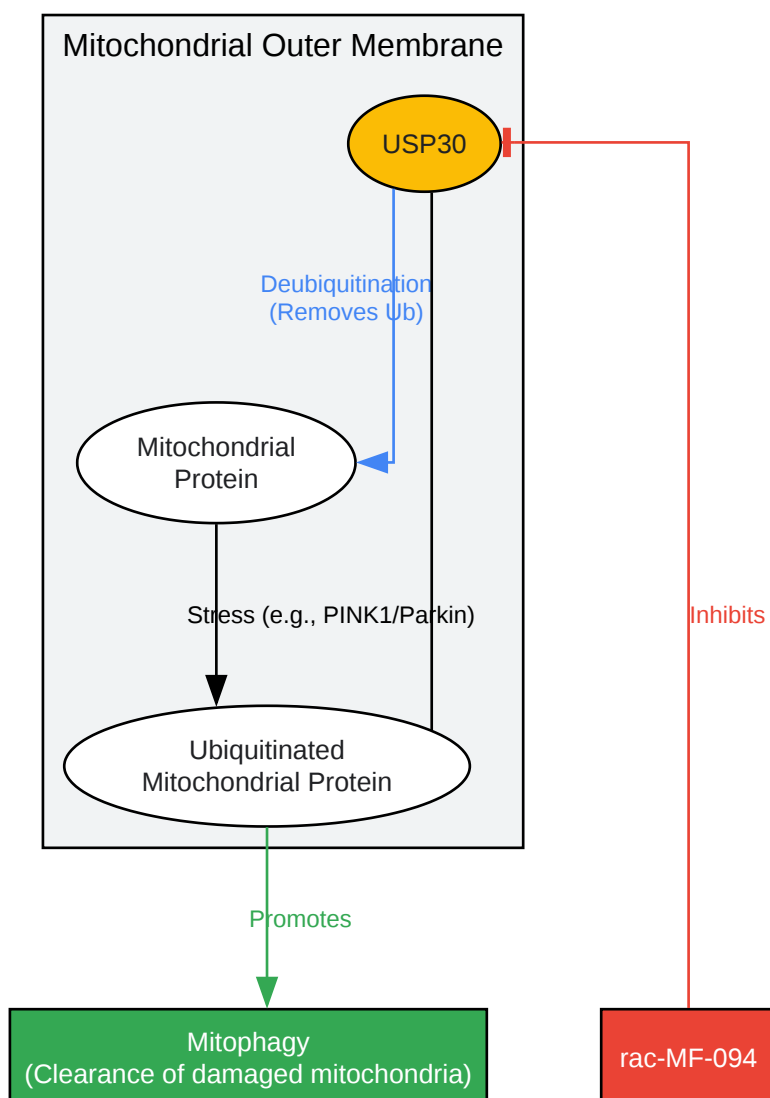 Mitochondrial Outer Membrane
USP30
Deubiquitination
(Removes Ub)
Mitochondrial
Protein
Stress (e.g., PINK1/Parkin)
Inhibits
Ubiquitinated
Mitochondrial Protein
Promotes
Mitophagy
(Clearance of damaged mitochondria)
rac-MF-094